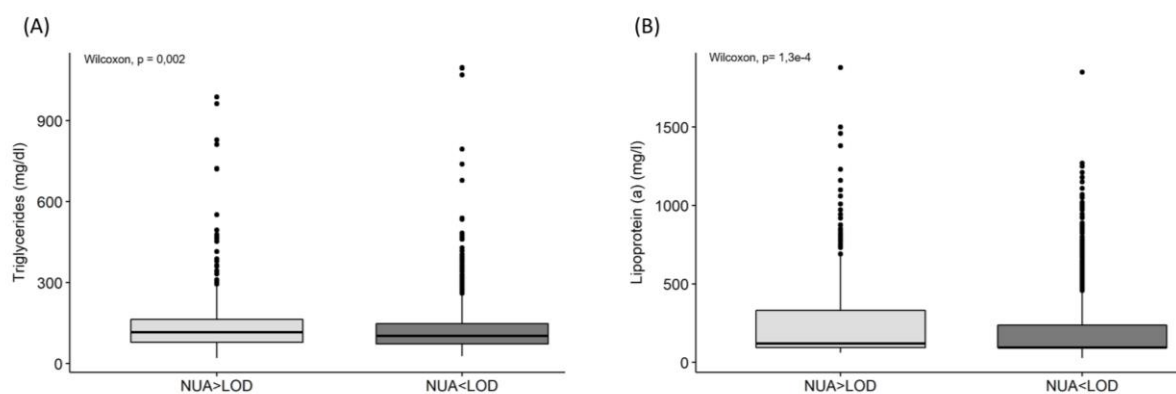 (A)
Wilcoxon, p = 0,002
Triglycerides (mg/dl)
900
600
300
0
NUA>LOD
NUA<LOD
(B)
Wilcoxon, p= 1,3e-4
Lipoprotein (a) (mg/l)
1500
1000
500
0
NUA>LOD
NUA<LOD